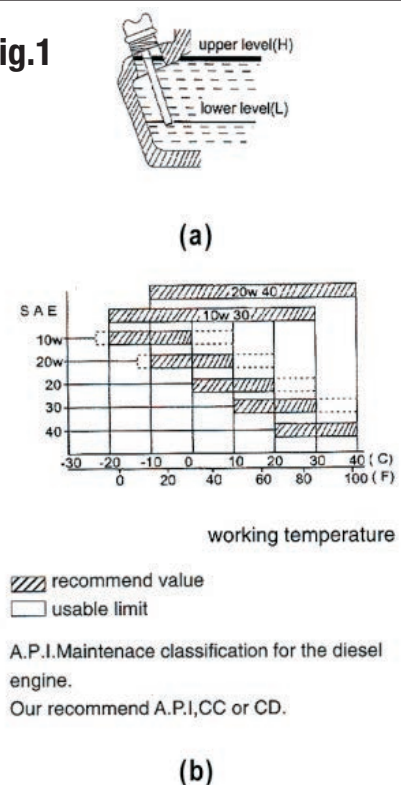 ig.1
upper level(H)
lower level(L)
(a)
20w 40
S A E
10w 30
10w
20w
20
30
40
-30 -20 -10 0 10 20 30 40 ( C)
0 20 40 60 80 100 (F)
working temperature
recommend value
usable limit
A.P.I.Maintenace classification for the diesel
engine.
Our recommend A.P.I,CC or CD.
(b)